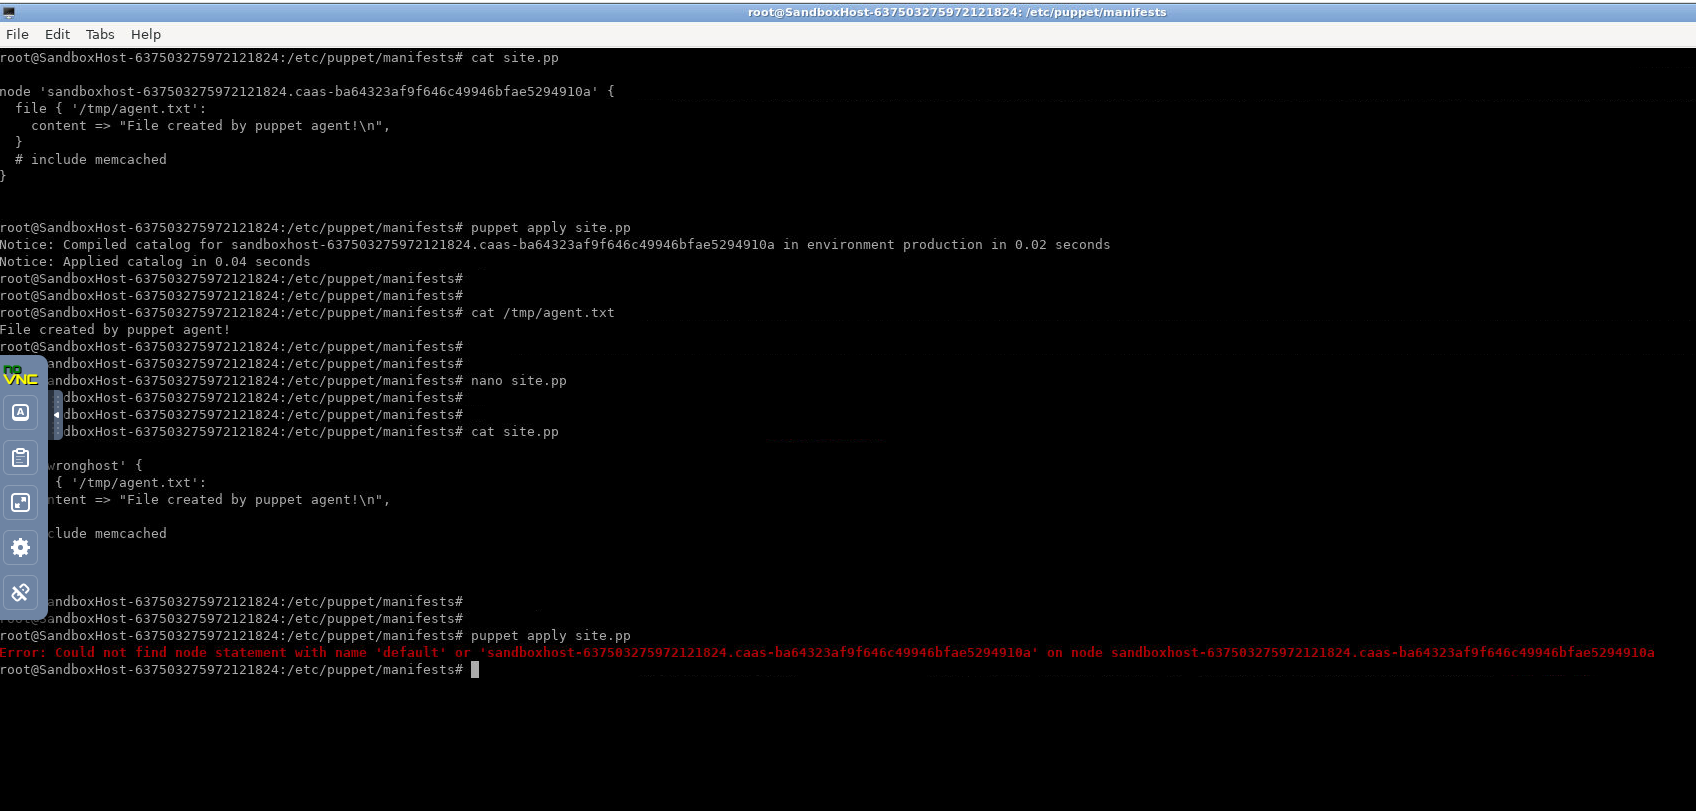 root@SandboxHost-637503275972121824: /etc/puppet/manifests
File Edit Tabs Help
root@SandboxHost-637503275972121824:/etc/puppet/manifests# cat site.pp
node 'sandboxhost-637503275972121824.caas-ba64323af9f646c49946bfae5294910a' {
  file { '/tmp/agent.txt':
    content => "File created by puppet agent!\n",
  }
  # include memcached
}
root@SandboxHost-637503275972121824:/etc/puppet/manifests# puppet apply site.pp
Notice: Compiled catalog for sandboxhost-637503275972121824.caas-ba64323af9f646c49946bfae5294910a in environment production in 0.02 seconds
Notice: Applied catalog in 0.04 seconds
root@SandboxHost-637503275972121824:/etc/puppet/manifests#
root@SandboxHost-637503275972121824:/etc/puppet/manifests#
root@SandboxHost-637503275972121824:/etc/puppet/manifests# cat /tmp/agent.txt
File created by puppet agent!
root@SandboxHost-637503275972121824:/etc/puppet/manifests#
andboxHost-637503275972121824:/etc/puppet/manifests#
noVNC
andboxHost-637503275972121824:/etc/puppet/manifests# nano site.pp
dboxHost-637503275972121824:/etc/puppet/manifests#
A
dboxHost-637503275972121824:/etc/puppet/manifests#
dboxHost-637503275972121824:/etc/puppet/manifests# cat site.pp
wronghost' {
{ '/tmp/agent.txt':
ntent => "File created by puppet agent!\n",
clude memcached
andboxHost-637503275972121824:/etc/puppet/manifests#
root@SandboxHost-637503275972121824:/etc/puppet/manifests#
root@SandboxHost-637503275972121824:/etc/puppet/manifests# puppet apply site.pp
Error: Could not find node statement with name 'default' or 'sandboxhost-637503275972121824.caas-ba64323af9f646c49946bfae5294910a' on node sandboxhost-637503275972121824.caas-ba64323af9f646c49946bfae5294910a
root@SandboxHost-637503275972121824:/etc/puppet/manifests#